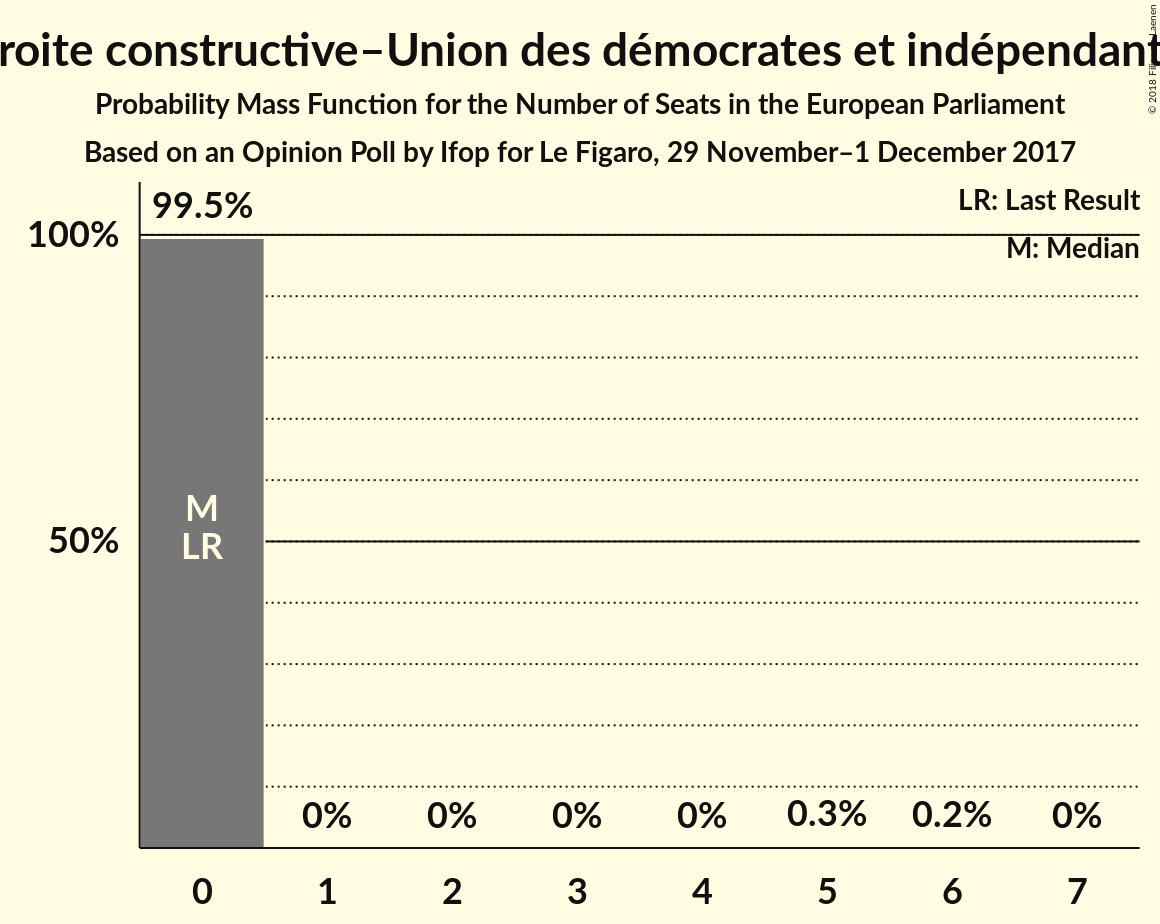 roite constructive–Union des démocrates et indépendant
Probability Mass Function for the Number of Seats in the European Parliament
Based on an Opinion Poll by Ifop for Le Figaro, 29 November–1 December 2017
© 2018 Filip Laenen
LR: Last Result
M: Median
99.5%
100%
50%
M
LR
0% 0% 0% 0% 0.3% 0.2% 0%
0 1 2 3 4 5 6 7